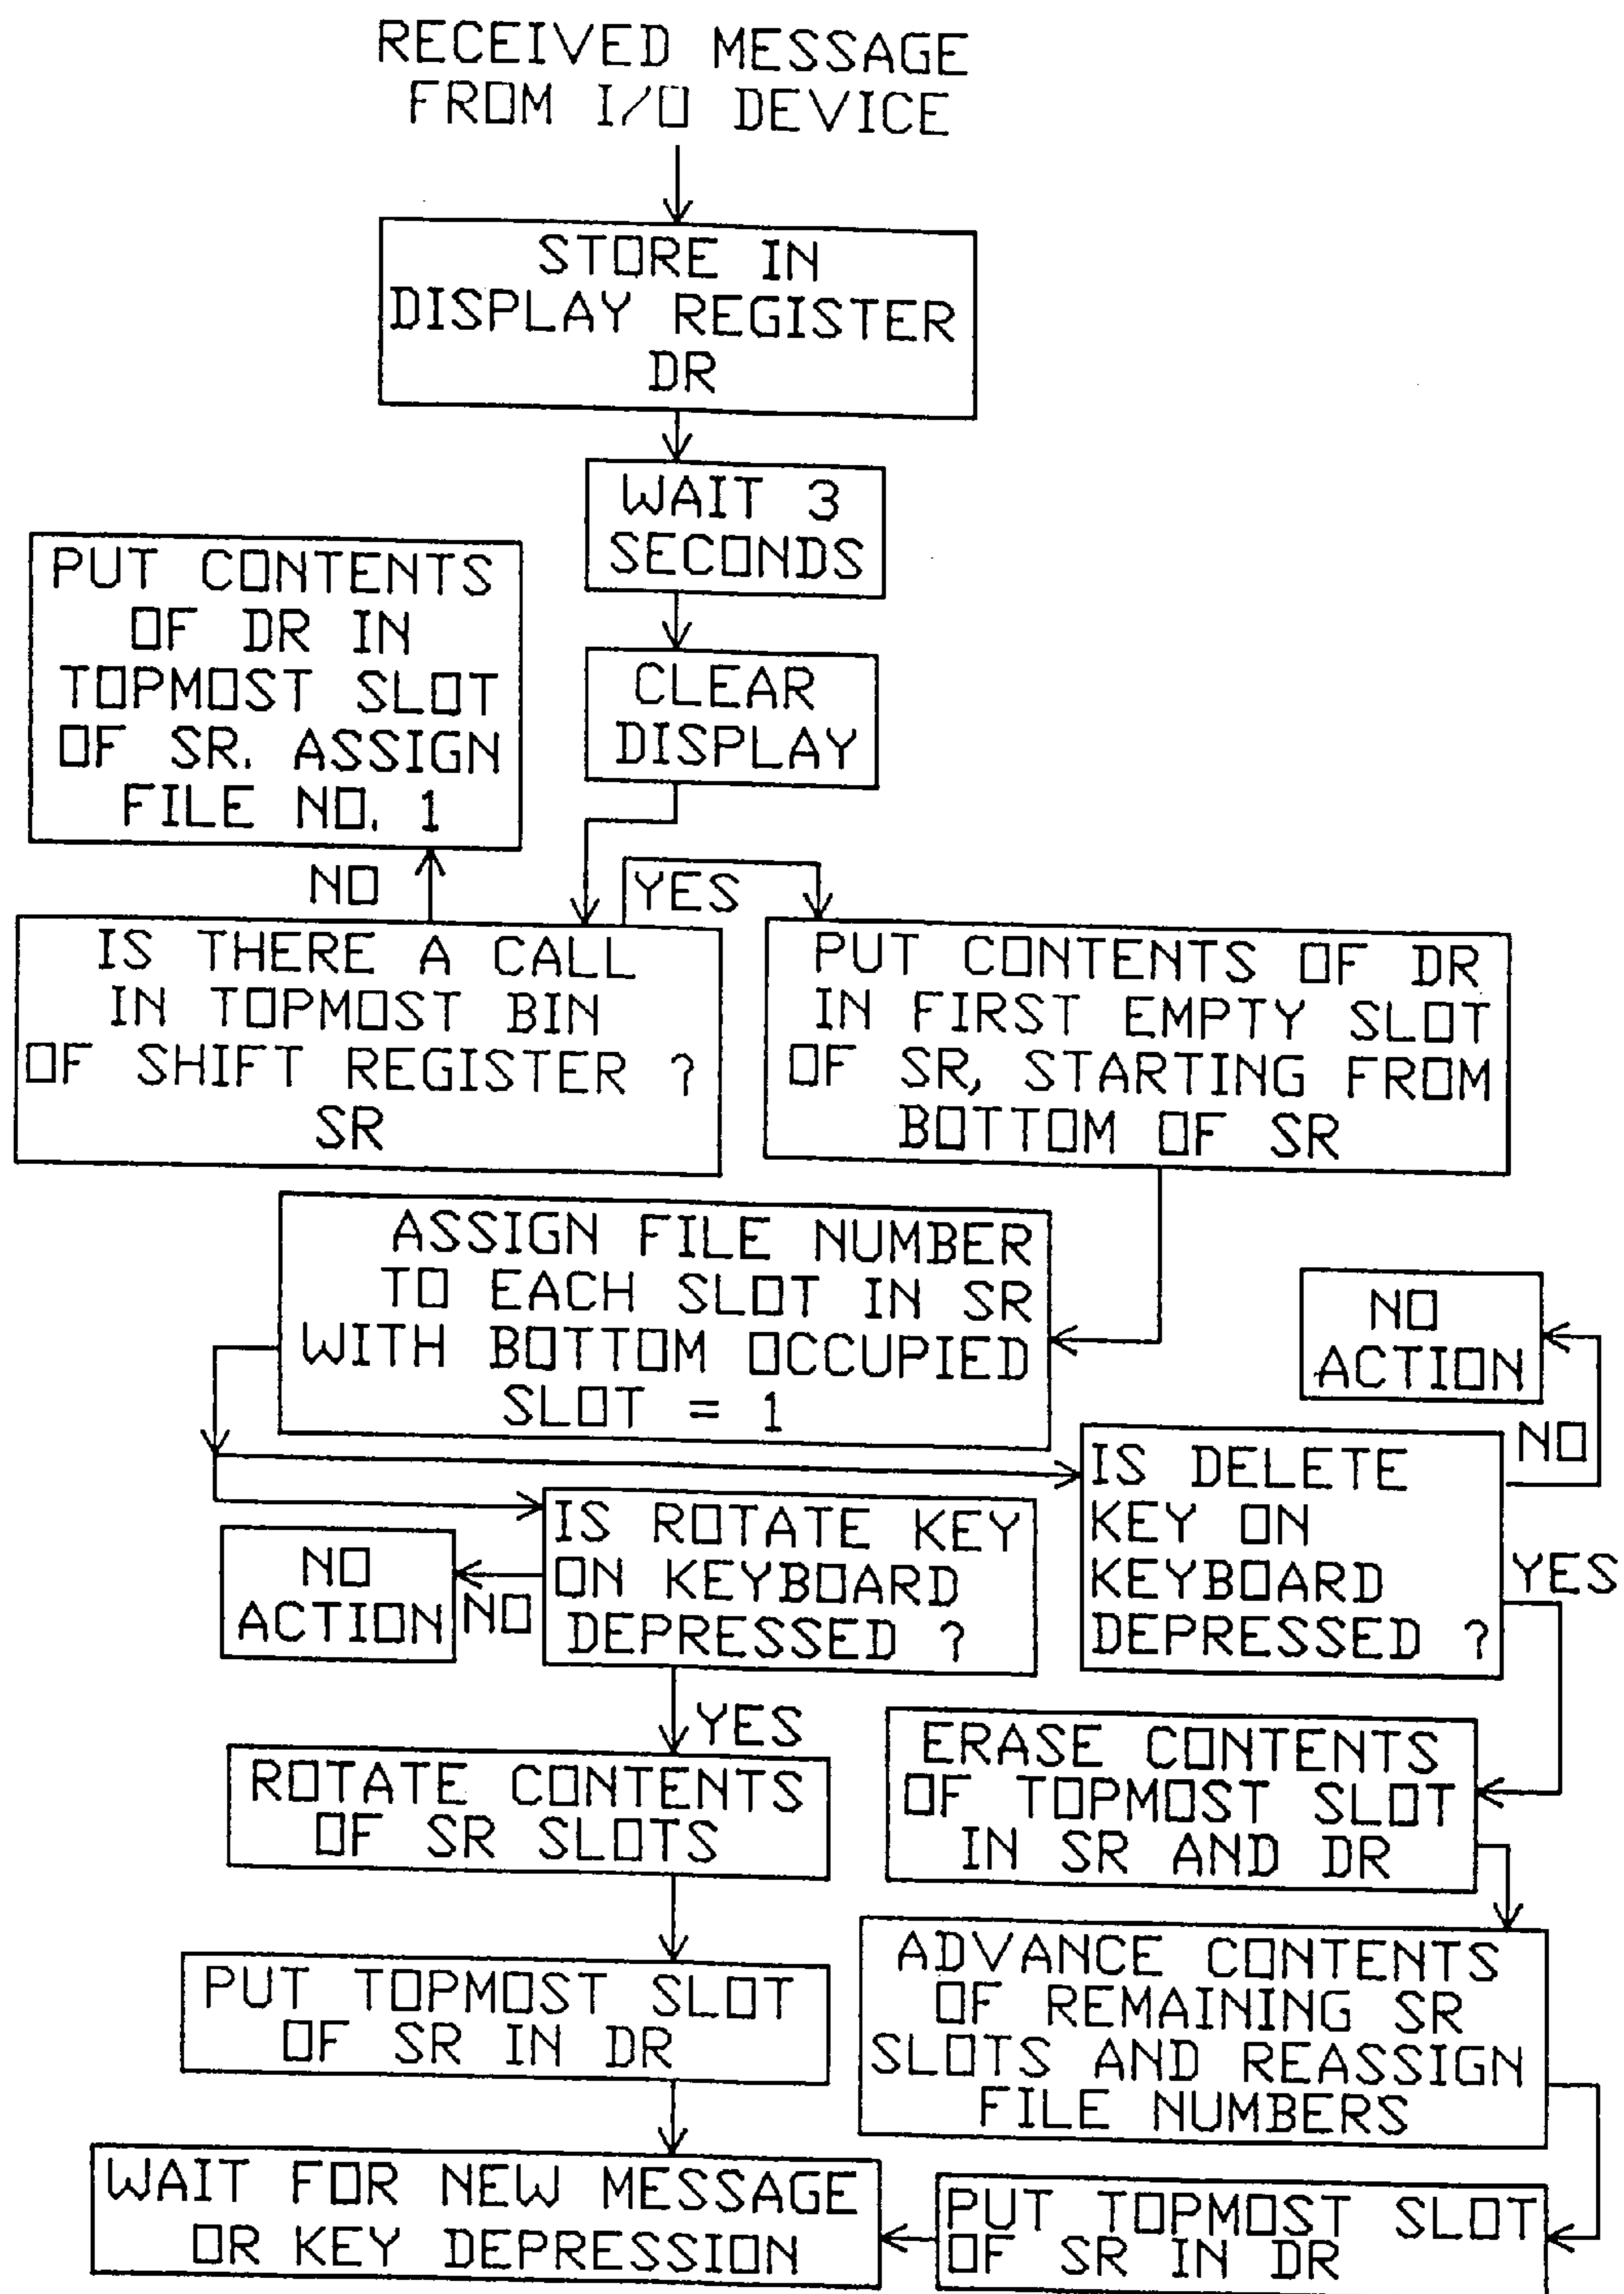 RECEIVED MESSAGE
FROM I/O DEVICE
STORE IN
DISPLAY REGISTER
DR
WAIT 3
SECONDS
PUT CONTENTS
OF DR IN
TOPMOST SLOT
OF SR. ASSIGN
FILE NO. 1
CLEAR
DISPLAY
NO
YES
IS THERE A CALL
IN TOPMOST BIN
OF SHIFT REGISTER ?
SR
PUT CONTENTS OF DR
IN FIRST EMPTY SLOT
OF SR, STARTING FROM
BOTTOM OF SR
ASSIGN FILE NUMBER
TO EACH SLOT IN SR
WITH BOTTOM OCCUPIED
SLOT = 1
NO
ACTION
NO
IS DELETE
KEY ON
KEYBOARD
DEPRESSED ?
YES
IS ROTATE KEY
ON KEYBOARD
DEPRESSED ?
NO
ACTION
NO
YES
ROTATE CONTENTS
OF SR SLOTS
ERASE CONTENTS
OF TOPMOST SLOT
IN SR AND DR
PUT TOPMOST SLOT
OF SR IN DR
ADVANCE CONTENTS
OF REMAINING SR
SLOTS AND REASSIGN
FILE NUMBERS
WAIT FOR NEW MESSAGE
OR KEY DEPRESSION
PUT TOPMOST SLOT
OF SR IN DR